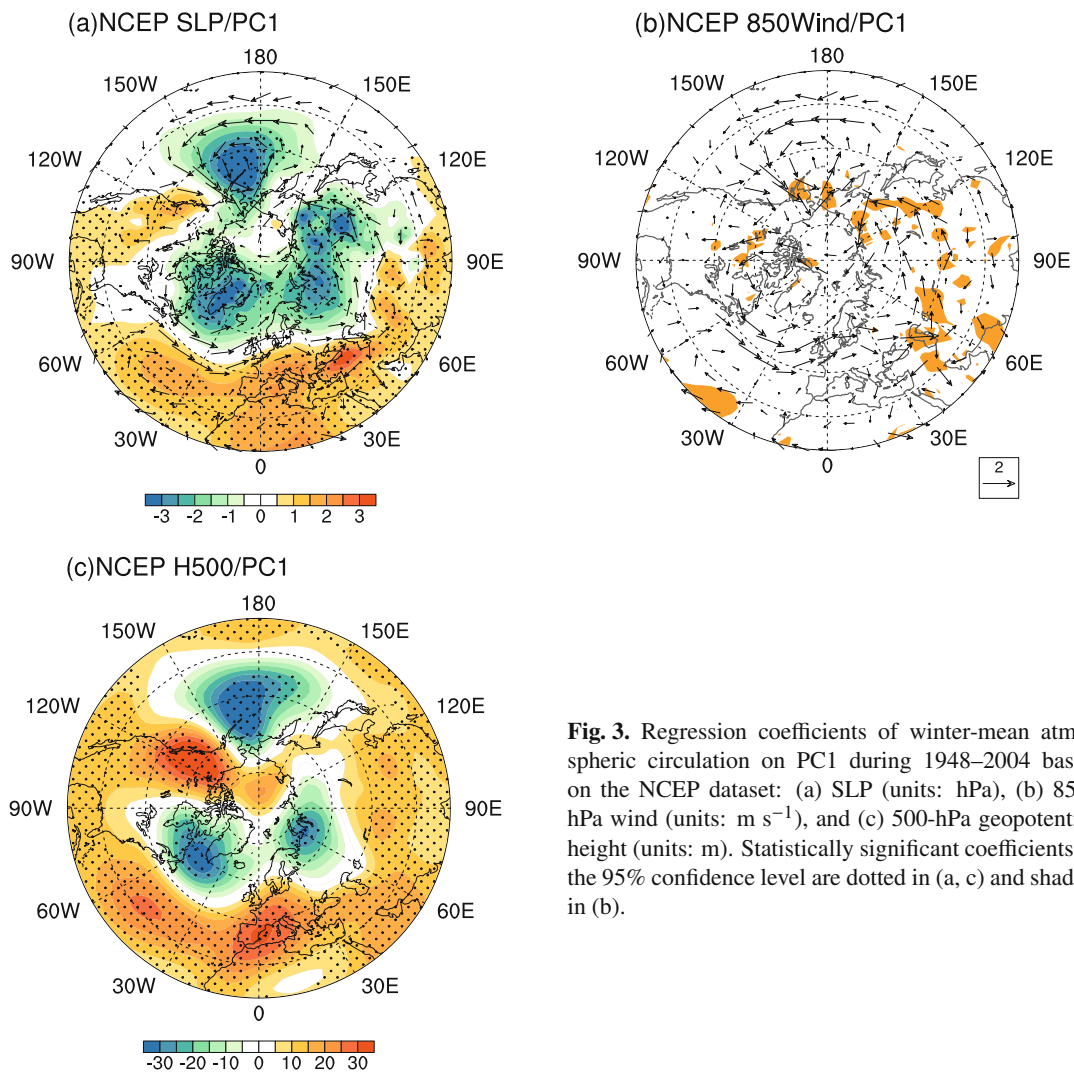 (a)NCEP SLP/PC1
180
150W
150E
120W
120E
90W
90E
60W
60E
30W
30E
0
-3 -2 -1 0 1 2 3
(b)NCEP 850Wind/PC1
180
150W
150E
120W
120E
90W
90E
60W
60E
30W
30E
0
2
(c)NCEP H500/PC1
180
150W
150E
120W
120E
90W
90E
60W
60E
30W
30E
0
-30 -20 -10 0 10 20 30
Fig. 3. Regression coefficients of winter-mean atm
spheric circulation on PC1 during 1948–2004 bas
on the NCEP dataset: (a) SLP (units: hPa), (b) 85
hPa wind (units: m s⁻¹), and (c) 500-hPa geopotent
height (units: m). Statistically significant coefficients
the 95% confidence level are dotted in (a, c) and shad
in (b).